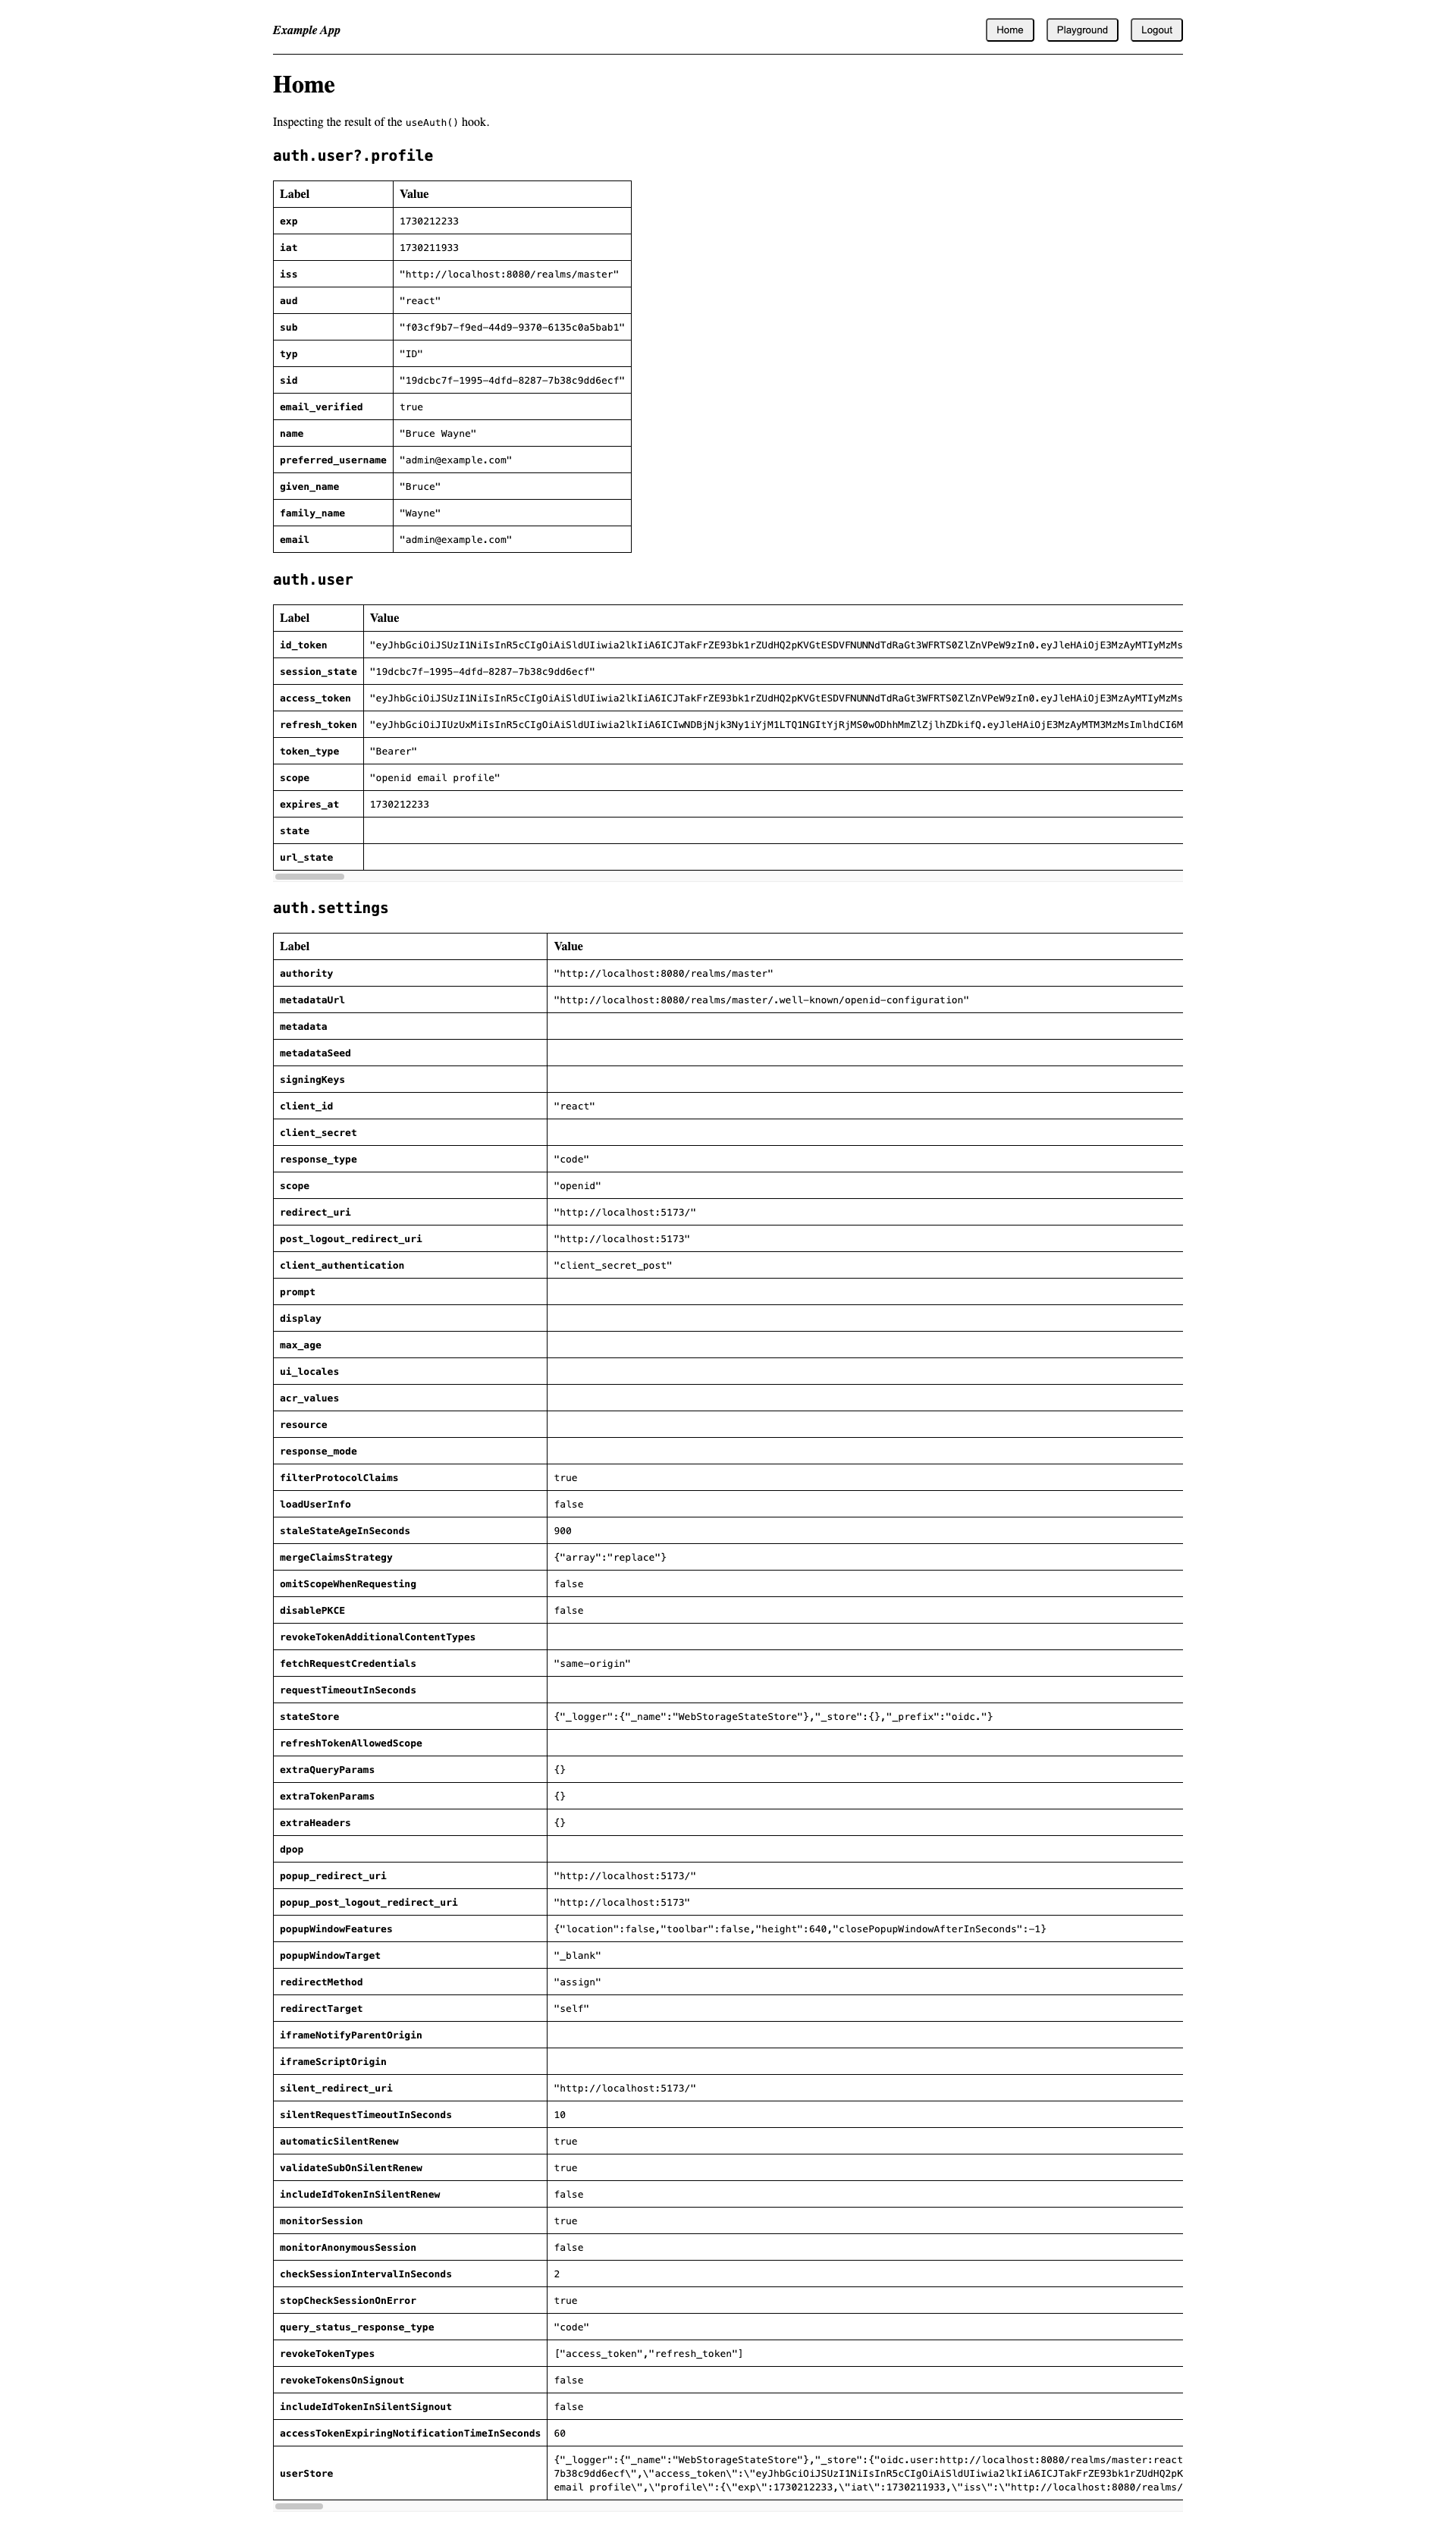 Example App
Home
Playground
Logout
Home
Inspecting the result of the useAuth() hook.
auth.user?.profile
Label Value
exp 1730212233
iat 1730211933
iss "http://localhost:8080/realms/master"
aud "react"
sub "f03cf9b7-f9ed-44d9-9370-6135c0a5bab1"
typ "ID"
sid "19dcbc7f-1995-4dfd-8287-7b38c9dd6ecf"
email_verified true
name "Bruce Wayne"
preferred_username "admin@example.com"
given_name "Bruce"
family_name "Wayne"
email "admin@example.com"
auth.user
Label Value
id_token
session_state "19dcbc7f-1995-4dfd-8287-7b38c9dd6ecf"
access_token
refresh_token
token_type "Bearer"
scope "openid email profile"
expires_at 1730212233
state
url_state
auth.settings
Label Value
authority "http://localhost:8080/realms/master"
metadataUrl "http://localhost:8080/realms/master/.well-known/openid-configuration"
metadata
metadataSeed
signingKeys
client_id "react"
client_secret
response_type "code"
scope "openid"
redirect_uri "http://localhost:5173/"
post_logout_redirect_uri "http://localhost:5173"
client_authentication "client_secret_post"
prompt
display
max_age
ui_locales
acr_values
resource
response_mode
filterProtocolClaims true
loadUserInfo false
staleStateAgeInSeconds 900
mergeClaimsStrategy {"array":"replace"}
omitScopeWhenRequesting false
disablePKCE false
revokeTokenAdditionalContentTypes
fetchRequestCredentials "same-origin"
requestTimeoutInSeconds
stateStore {"_logger":{"_name":"WebStorageStateStore"},"_store":{},"_prefix":"oidc."}
refreshTokenAllowedScope
extraQueryParams {}
extraTokenParams {}
extraHeaders {}
dpop
popup_redirect_uri "http://localhost:5173/"
popup_post_logout_redirect_uri "http://localhost:5173"
popupWindowFeatures {"location":false,"toolbar":false,"height":640,"closePopupWindowAfterInSeconds":-1}
popupWindowTarget "_blank"
redirectMethod "assign"
redirectTarget "self"
iframeNotifyParentOrigin
iframeScriptOrigin
silent_redirect_uri "http://localhost:5173/"
silentRequestTimeoutInSeconds 10
automaticSilentRenew true
validateSubOnSilentRenew true
includeIdTokenInSilentRenew false
monitorSession true
monitorAnonymousSession false
checkSessionIntervalInSeconds 2
stopCheckSessionOnError true
query_status_response_type "code"
revokeTokenTypes ["access_token","refresh_token"]
revokeTokensOnSignout false
includeIdTokenInSilentSignout false
accessTokenExpiringNotificationTimeInSeconds 60
userStore {"_logger":{"_name":"WebStorageStateStore"},"_store":{"oidc.user:http://localhost:8080/realms/master:react
7b38c9dd6ecf\",\"access_token\":\
email profile\",\"profile\":{\"exp\":1730212233,\"iat\":1730211933,\"iss\":\"http://localhost:8080/realms/